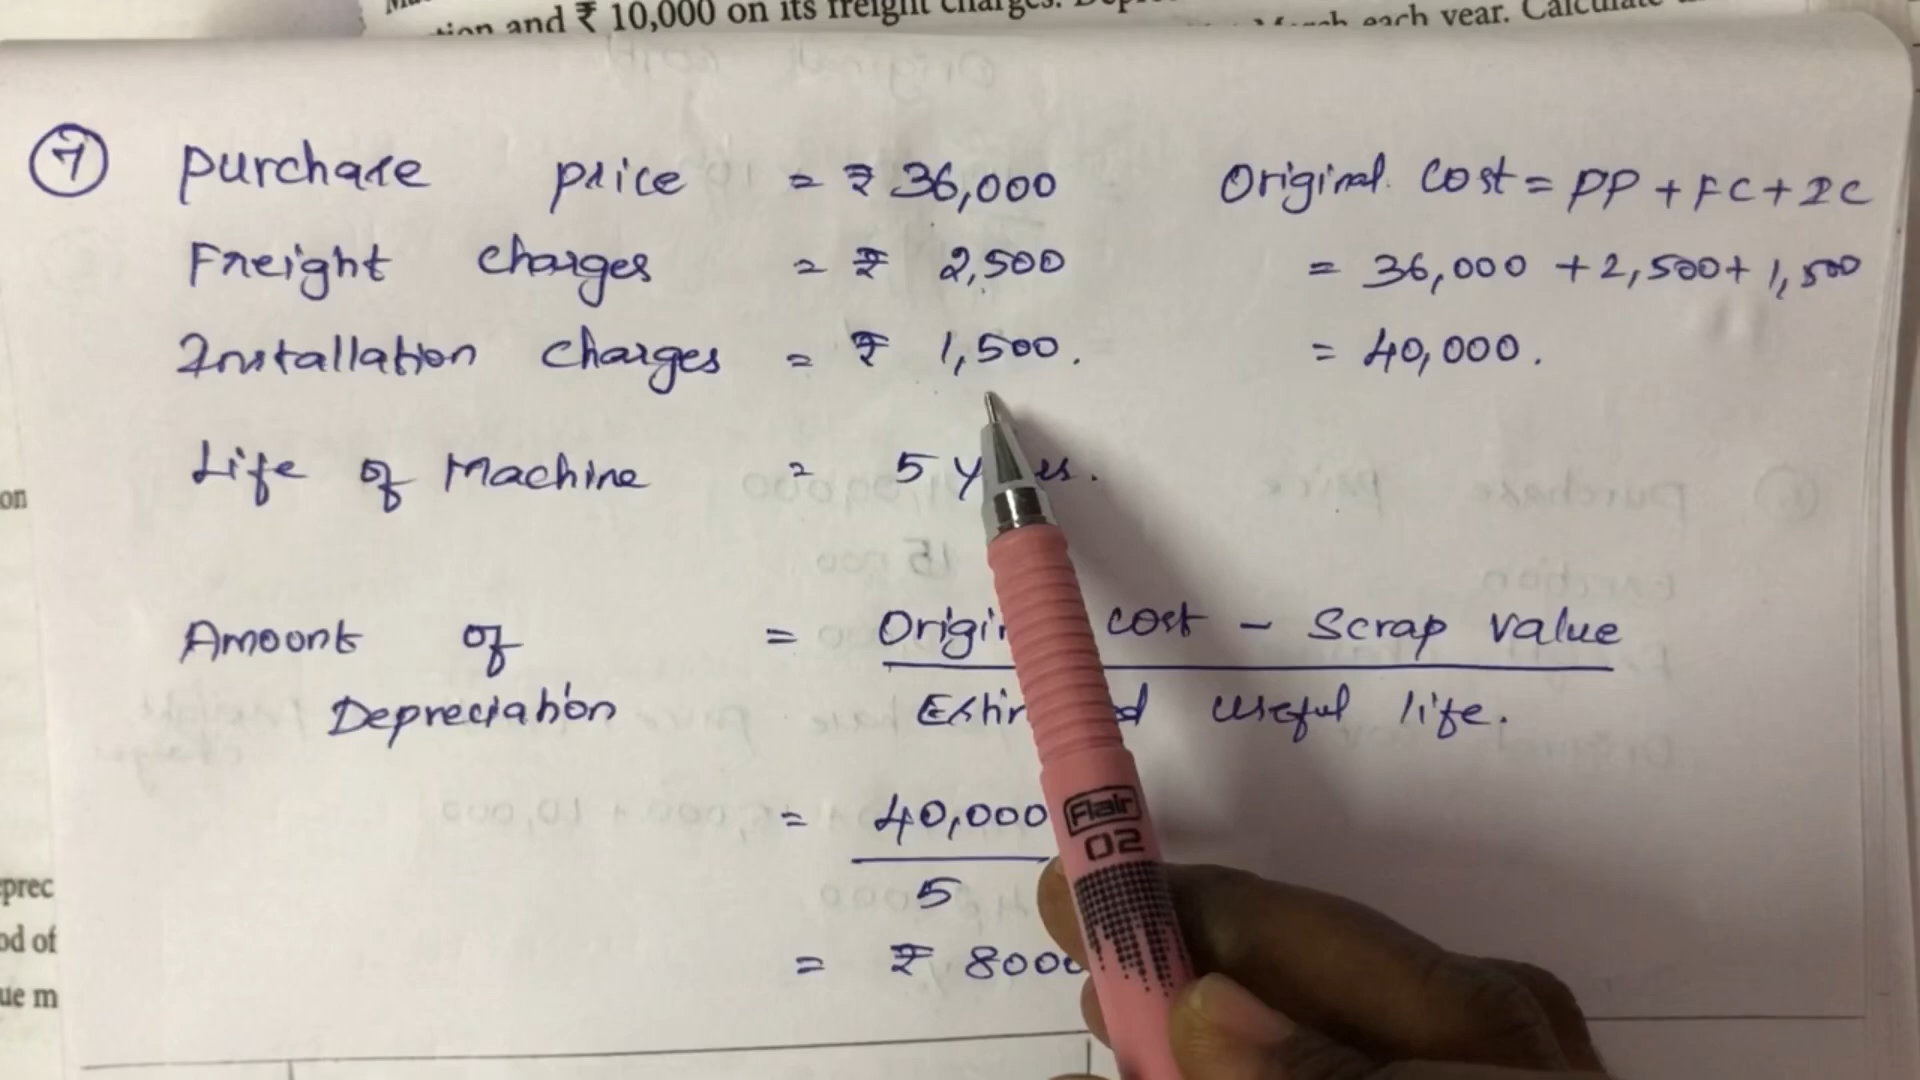 tion and ₹ 10,000 on its freight charges.
March each year. Calculate
7 purchase price = ₹ 36,000 Original cost = PP + FC + IC
Freight charges = ₹ 2,500 = 36,000 + 2,500 + 1,500
Installation charges = ₹ 1,500. = 40,000.
Life of Machine = 5
Amount of = cost - Scrap value
Depreciation useful life.
= 40,000
5
= ₹ 8000
on
prec
od of
ue m
Flair
02